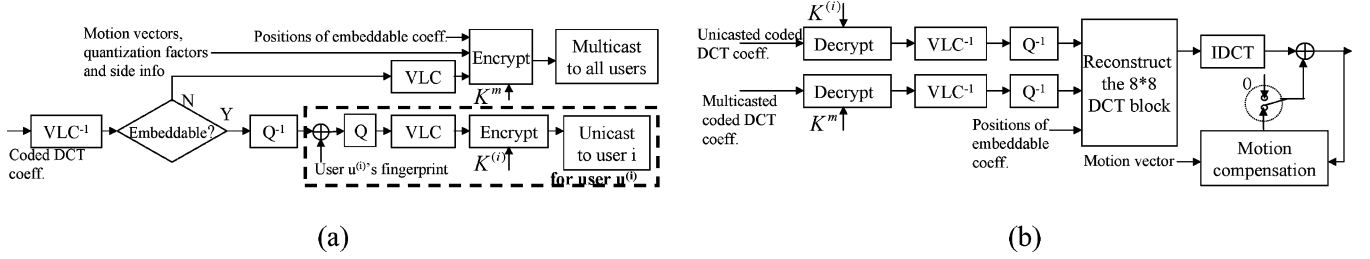 Motion vectors,
quantization factors
and side info
Positions of embeddable coeff.
Encrypt
Multicast
to all users
VLC
K^m
N
VLC⁻¹
Embeddable?
Y
Q⁻¹
Q
VLC
Encrypt
Unicast
to user i
Coded DCT
coeff.
User u⁽ⁱ⁾'s fingerprint
K⁽ⁱ⁾
for user u⁽ⁱ⁾
(a)
K⁽ⁱ⁾
Unicasted coded
DCT coeff.
Decrypt
VLC⁻¹
Q⁻¹
Multicasted
coded DCT
coeff.
Decrypt
VLC⁻¹
Q⁻¹
K^m
Reconstruct
the 8*8
DCT block
IDCT
0
Positions of
embeddable
coeff.
Motion vector
Motion
compensation
(b)